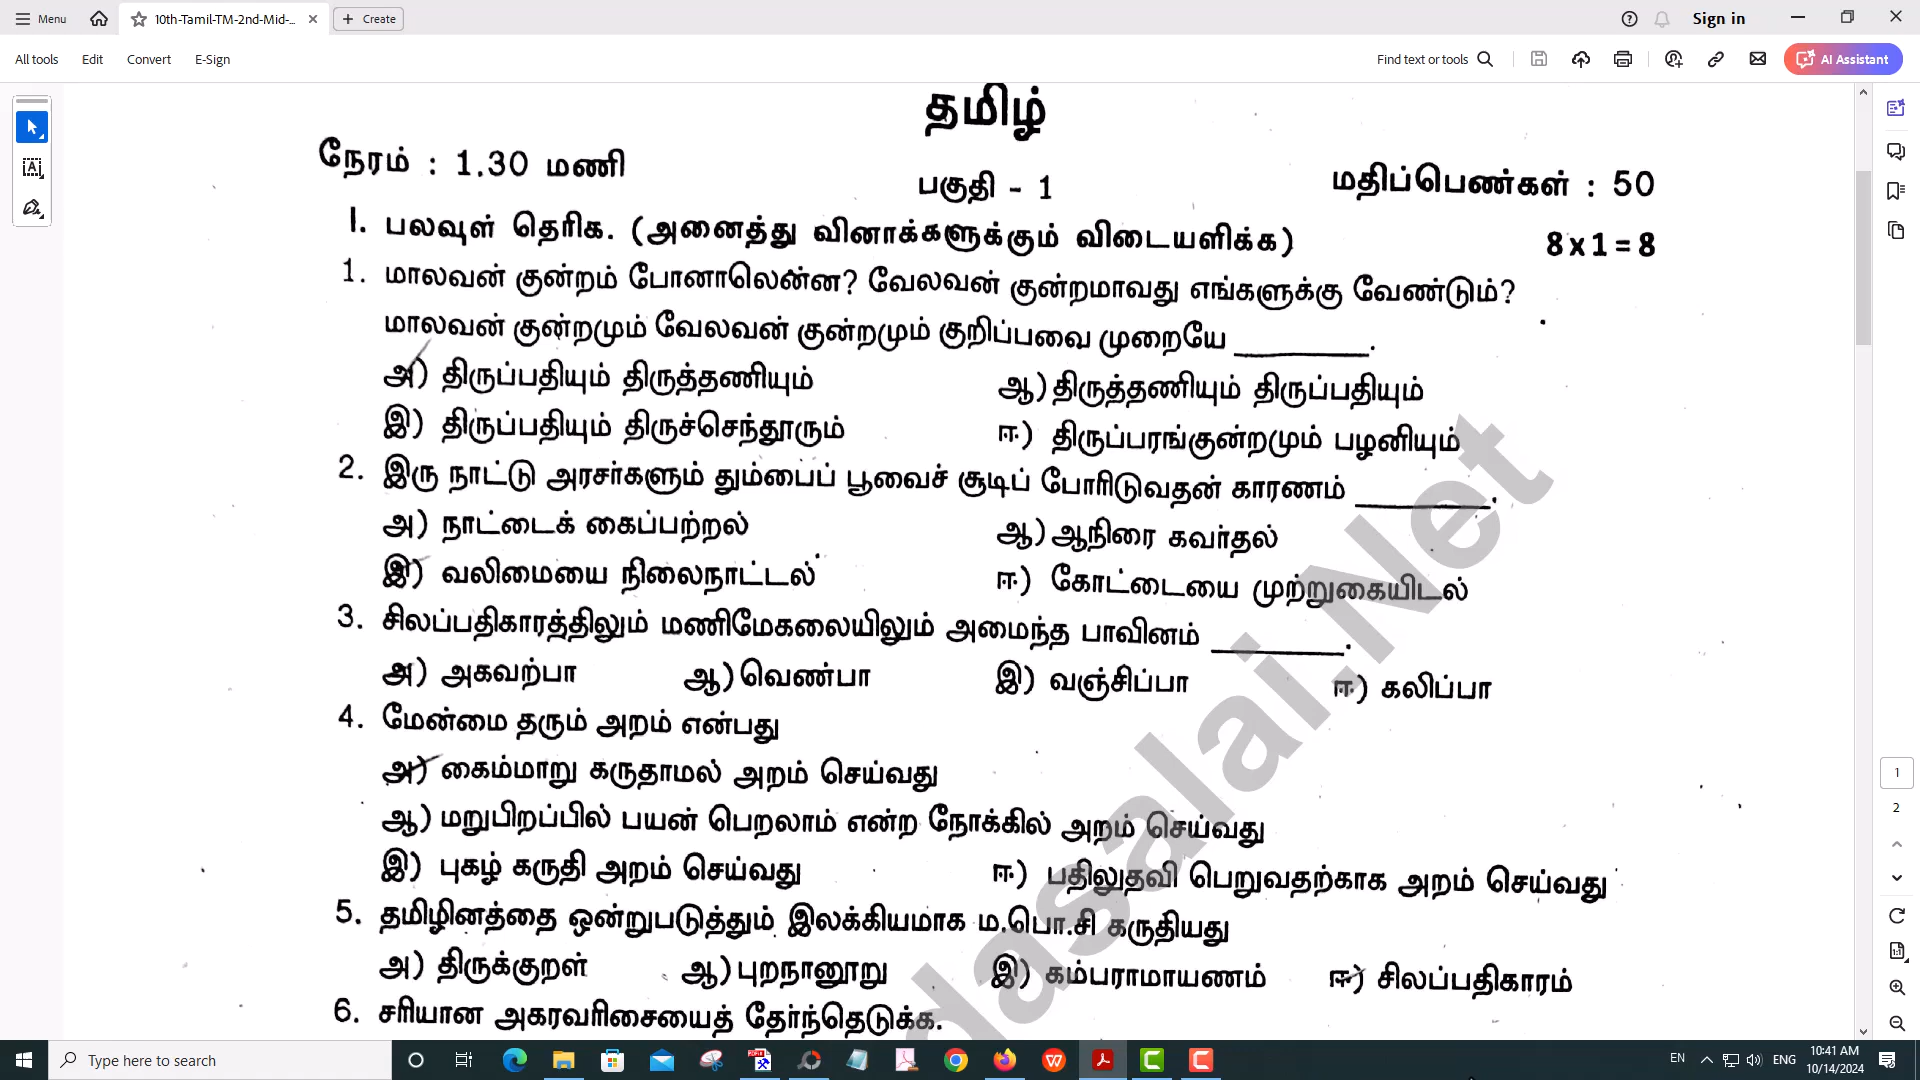 Menu
10th-Tamil-TM-2nd-Mid-...
Create
Sign in
All tools Edit Convert E-Sign
Find text or tools
AI Assistant
தமிழ்
நேரம் : 1.30 மணி
பகுதி - 1
மதிப்பெண்கள் : 50
I. பலவுள் தெரிக. (அனைத்து வினாக்களுக்கும் விடையளிக்க) 8x1=8
1. மாலவன் குன்றம் போனாலென்ன? வேலவன் குன்றமாவது எங்களுக்கு வேண்டும்?
மாலவன் குன்றமும் வேலவன் குன்றமும் குறிப்பவை முறையே ________.
அ) திருப்பதியும் திருத்தணியும் ஆ) திருத்தணியும் திருப்பதியும்
இ) திருப்பதியும் திருச்செந்தூரும் ஈ) திருப்பரங்குன்றமும் பழனியும்
2. இரு நாட்டு அரசர்களும் தும்பைப் பூவைச் சூடிப் போரிடுவதன் காரணம் ________.
அ) நாட்டைக் கைப்பற்றல் ஆ) ஆநிரை கவர்தல்
இ) வலிமையை நிலைநாட்டல் ஈ) கோட்டையை முற்றுகையிடல்
3. சிலப்பதிகாரத்திலும் மணிமேகலையிலும் அமைந்த பாவினம் ________.
அ) அகவற்பா ஆ) வெண்பா இ) வஞ்சிப்பா ஈ) கலிப்பா
4. மேன்மை தரும் அறம் என்பது
அ) கைம்மாறு கருதாமல் அறம் செய்வது
ஆ) மறுபிறப்பில் பயன் பெறலாம் என்ற நோக்கில் அறம் செய்வது
இ) புகழ் கருதி அறம் செய்வது ஈ) பதிலுதவி பெறுவதற்காக அறம் செய்வது
5. தமிழினத்தை ஒன்றுபடுத்தும் இலக்கியமாக ம.பொ.சி கருதியது
அ) திருக்குறள் ஆ) புறநானூறு இ) கம்பராமாயணம் ஈ) சிலப்பதிகாரம்
6. சரியான அகரவரிசையைத் தேர்ந்தெடுக்க.
dasalai.Net
1
2
Type here to search
EN ENG
10:41 AM
10/14/2024